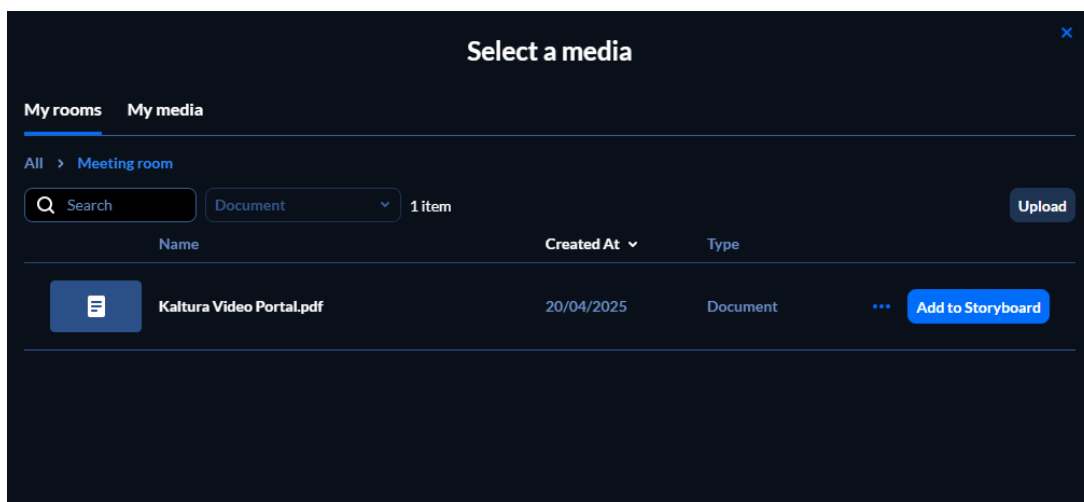 Select a media
My rooms My media
All > Meeting room
Search Document 1 item Upload
Name Created At Type
Kaltura Video Portal.pdf 20/04/2025 Document ••• Add to Storyboard